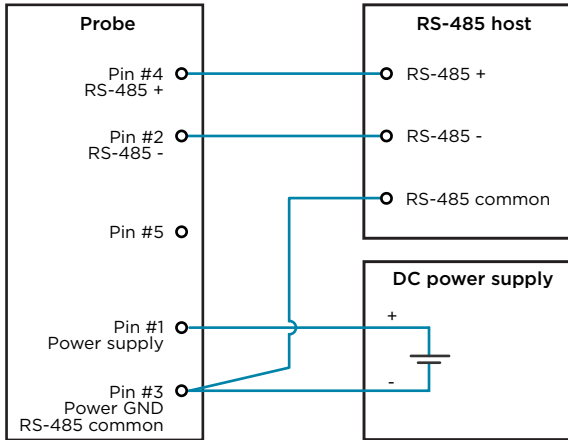 Probe
Pin #4
RS-485 +
Pin #2
RS-485 -
Pin #5
Pin #1
Power supply
Pin #3
Power GND
RS-485 common
RS-485 host
RS-485 +
RS-485 -
RS-485 common
DC power supply
+
-